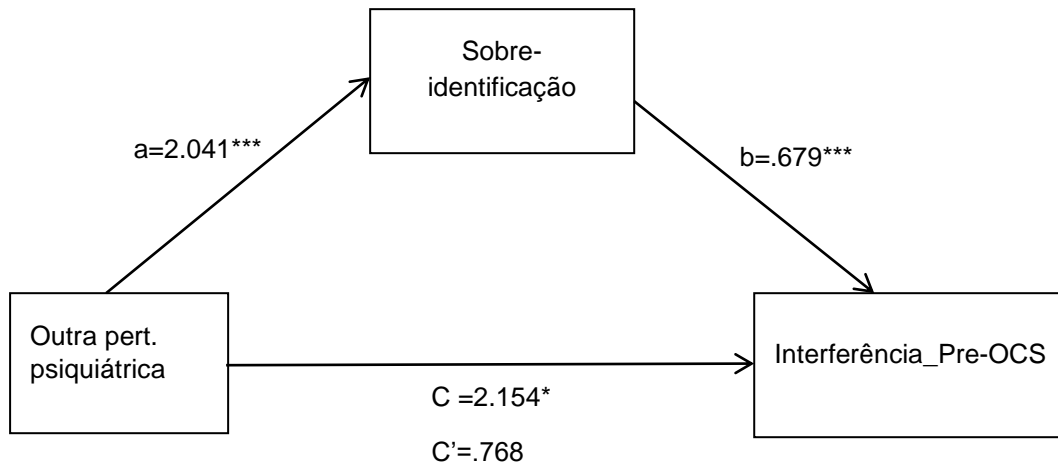 Sobre-
identificação
a=2.041***
b=.679***
Outra pert.
psiquiátrica
Interferência_Pre-OCS
C =2.154*
C’=.768